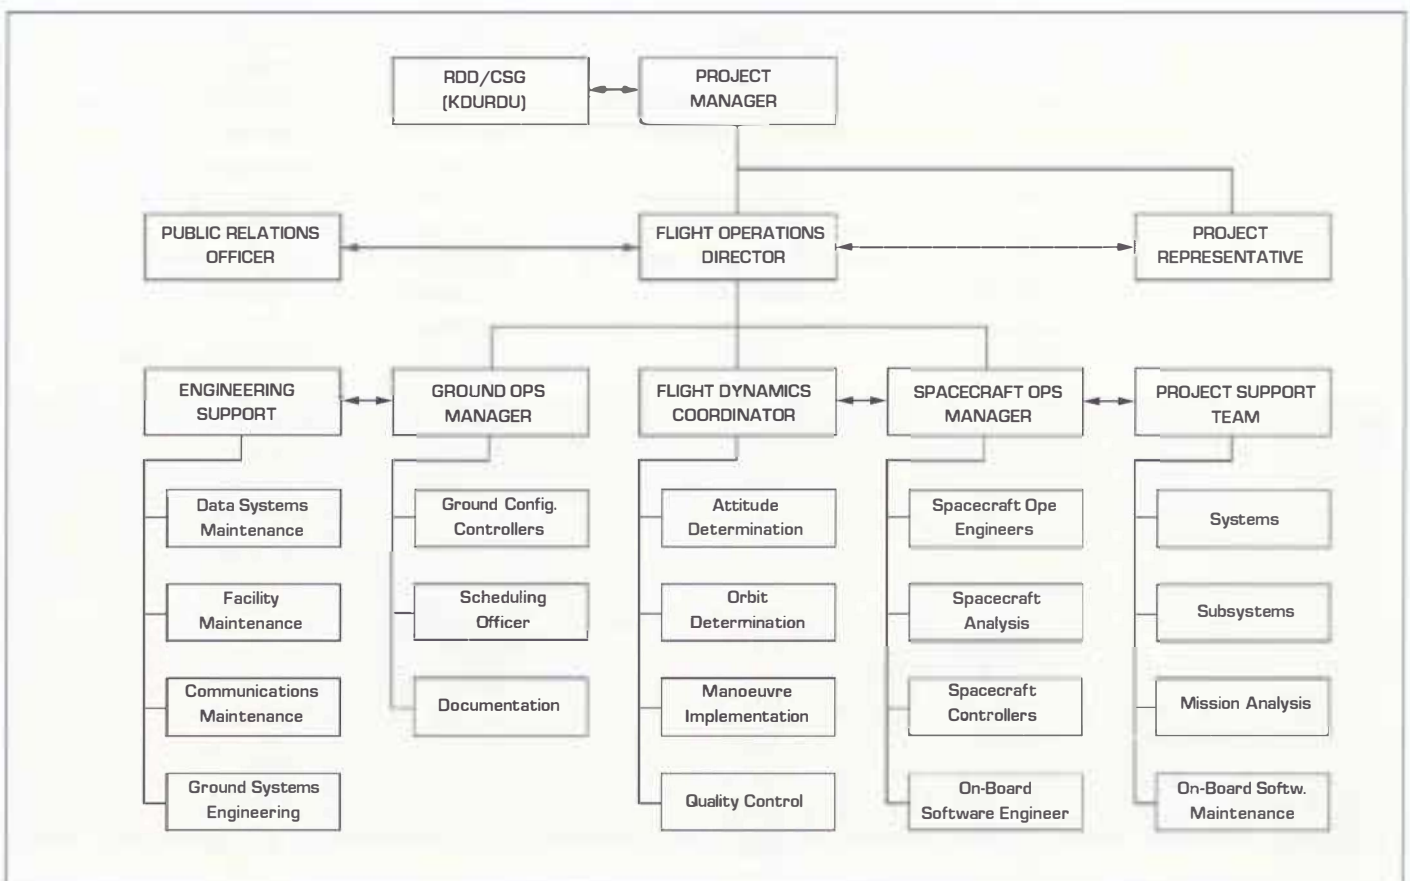 RDD/CSG
(KDURDU)
PROJECT
MANAGER
PUBLIC RELATIONS
OFFICER
FLIGHT OPERATIONS
DIRECTOR
PROJECT
REPRESENTATIVE
ENGINEERING
SUPPORT
GROUND OPS
MANAGER
FLIGHT DYNAMICS
COORDINATOR
SPACECRAFT OPS
MANAGER
PROJECT SUPPORT
TEAM
Data Systems
Maintenance
Facility
Maintenance
Communications
Maintenance
Ground Systems
Engineering
Ground Config.
Controllers
Scheduling
Officer
Documentation
Attitude
Determination
Orbit
Determination
Manoeuvre
Implementation
Quality Control
Spacecraft Ope
Engineers
Spacecraft
Analysis
Spacecraft
Controllers
On-Board
Software Engineer
Systems
Subsystems
Mission Analysis
On-Board Softw.
Maintenance